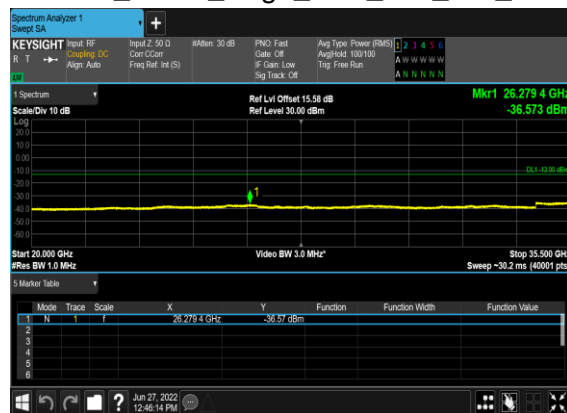 Spectrum Analyzer 1
Swept SA
KEYSIGHT Input: RF Input Z: 50 Ω #Atten: 30 dB PNO: Fast Avg Type: Power (RMS) 1 2 3 4 5 6
R T Coupling: DC Corr CCorr Gate: Off Avg|Hold: 100/100 A W W W W W
Align: Auto Freq Ref: Int (S) IF Gain: Low Trig: Free Run
Sig Track: Off A N N N N N
1 Spectrum
Scale/Div 10 dB
Ref Lvl Offset 15.58 dB
Ref Level 30.00 dBm
Mkr1 26.279 4 GHz
-36.573 dBm
Log
20.0
10.0
0.00
-10.0
DL1 -13.00 dBm
-20.0
1
-30.0
-40.0
-50.0
-60.0
Start 20.000 GHz Video BW 3.0 MHz* Stop 35.500 GHz
#Res BW 1.0 MHz Sweep ~30.2 ms (40001 pts)
5 Marker Table
Mode Trace Scale X Y Function Function Width Function Value
1 N 1 f 26.279 4 GHz -36.57 dBm
2
3
4
5
6
? Jun 27, 2022
12:46:14 PM